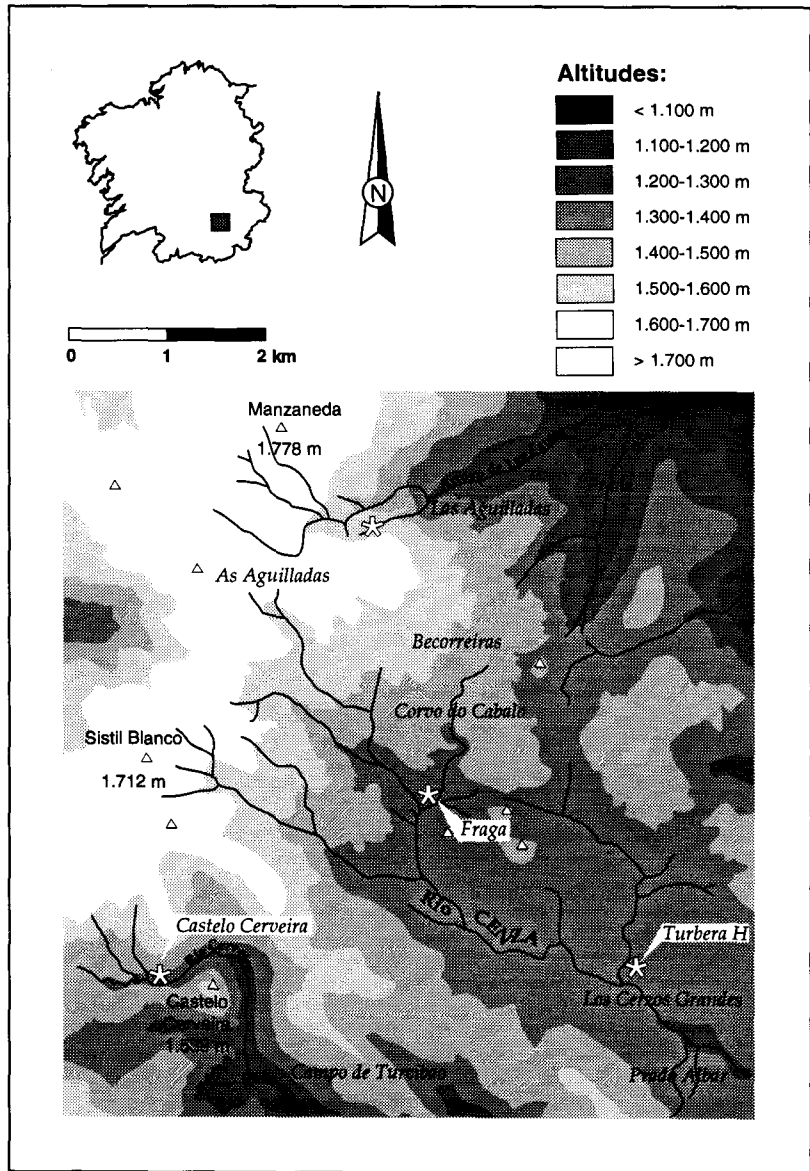 Altitudes:
< 1.100 m
1.100-1.200 m
1.200-1.300 m
1.300-1.400 m
1.400-1.500 m
1.500-1.600 m
1.600-1.700 m
> 1.700 m
N
0 1 2 km
Manzaneda
1.778 m
Las Aguilladas
As Aguilladas
Becorreiras
Corvo do Cabalo
Sistil Blanco
1.712 m
Fraga
Río
Castelo Cerveira
Turbera H
Castelo
Cerveira
Los Cerzos Grandes
Campo de
Prado Albar